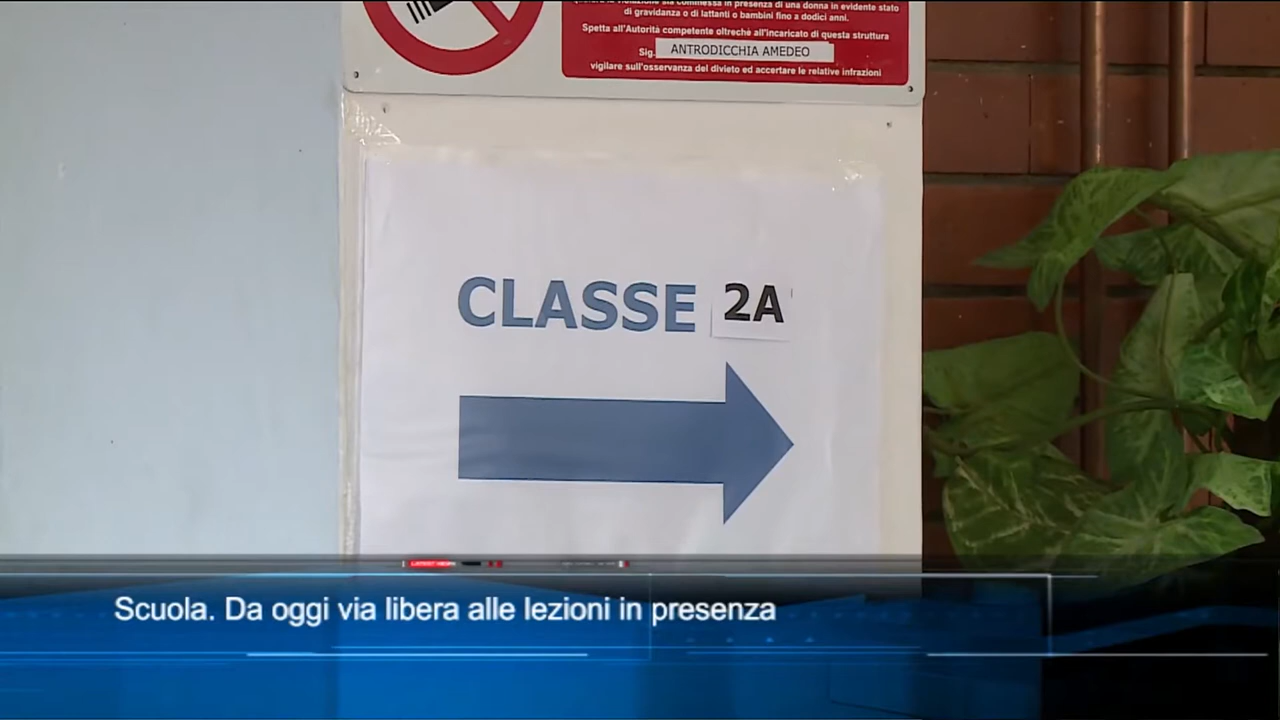 di gravidanza o di lattanti o bambini fino a dodici anni.
Spetta all'Autorità competente oltreché all'incaricato di questa struttura
Sig. ANTRODICCHIA AMEDEO
vigilare sull'osservanza del divieto ed accertare le relative infrazioni
CLASSE 2A
LATEST NEWS
Scuola. Da oggi via libera alle lezioni in presenza